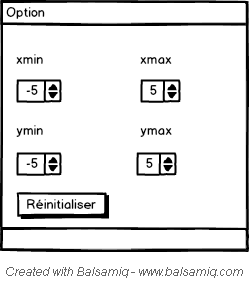 Option
xmin xmax
-5 5
ymin ymax
-5 5
Réinitialiser
Created with Balsamiq - www.balsamiq.com